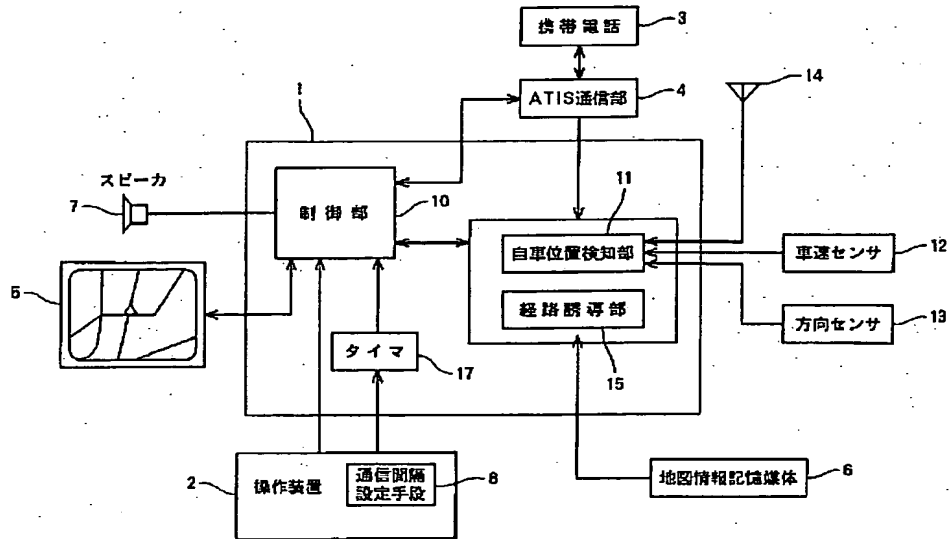 携帯電話
3
14
ATIS通信部
4
1
スピーカ
7
制御部
10
11
自車位置検知部
車速センサ
12
5
経路誘導部
15
方向センサ
13
タイマ
17
2
操作装置
通信間隔
設定手段
8
地図情報記憶媒体
6